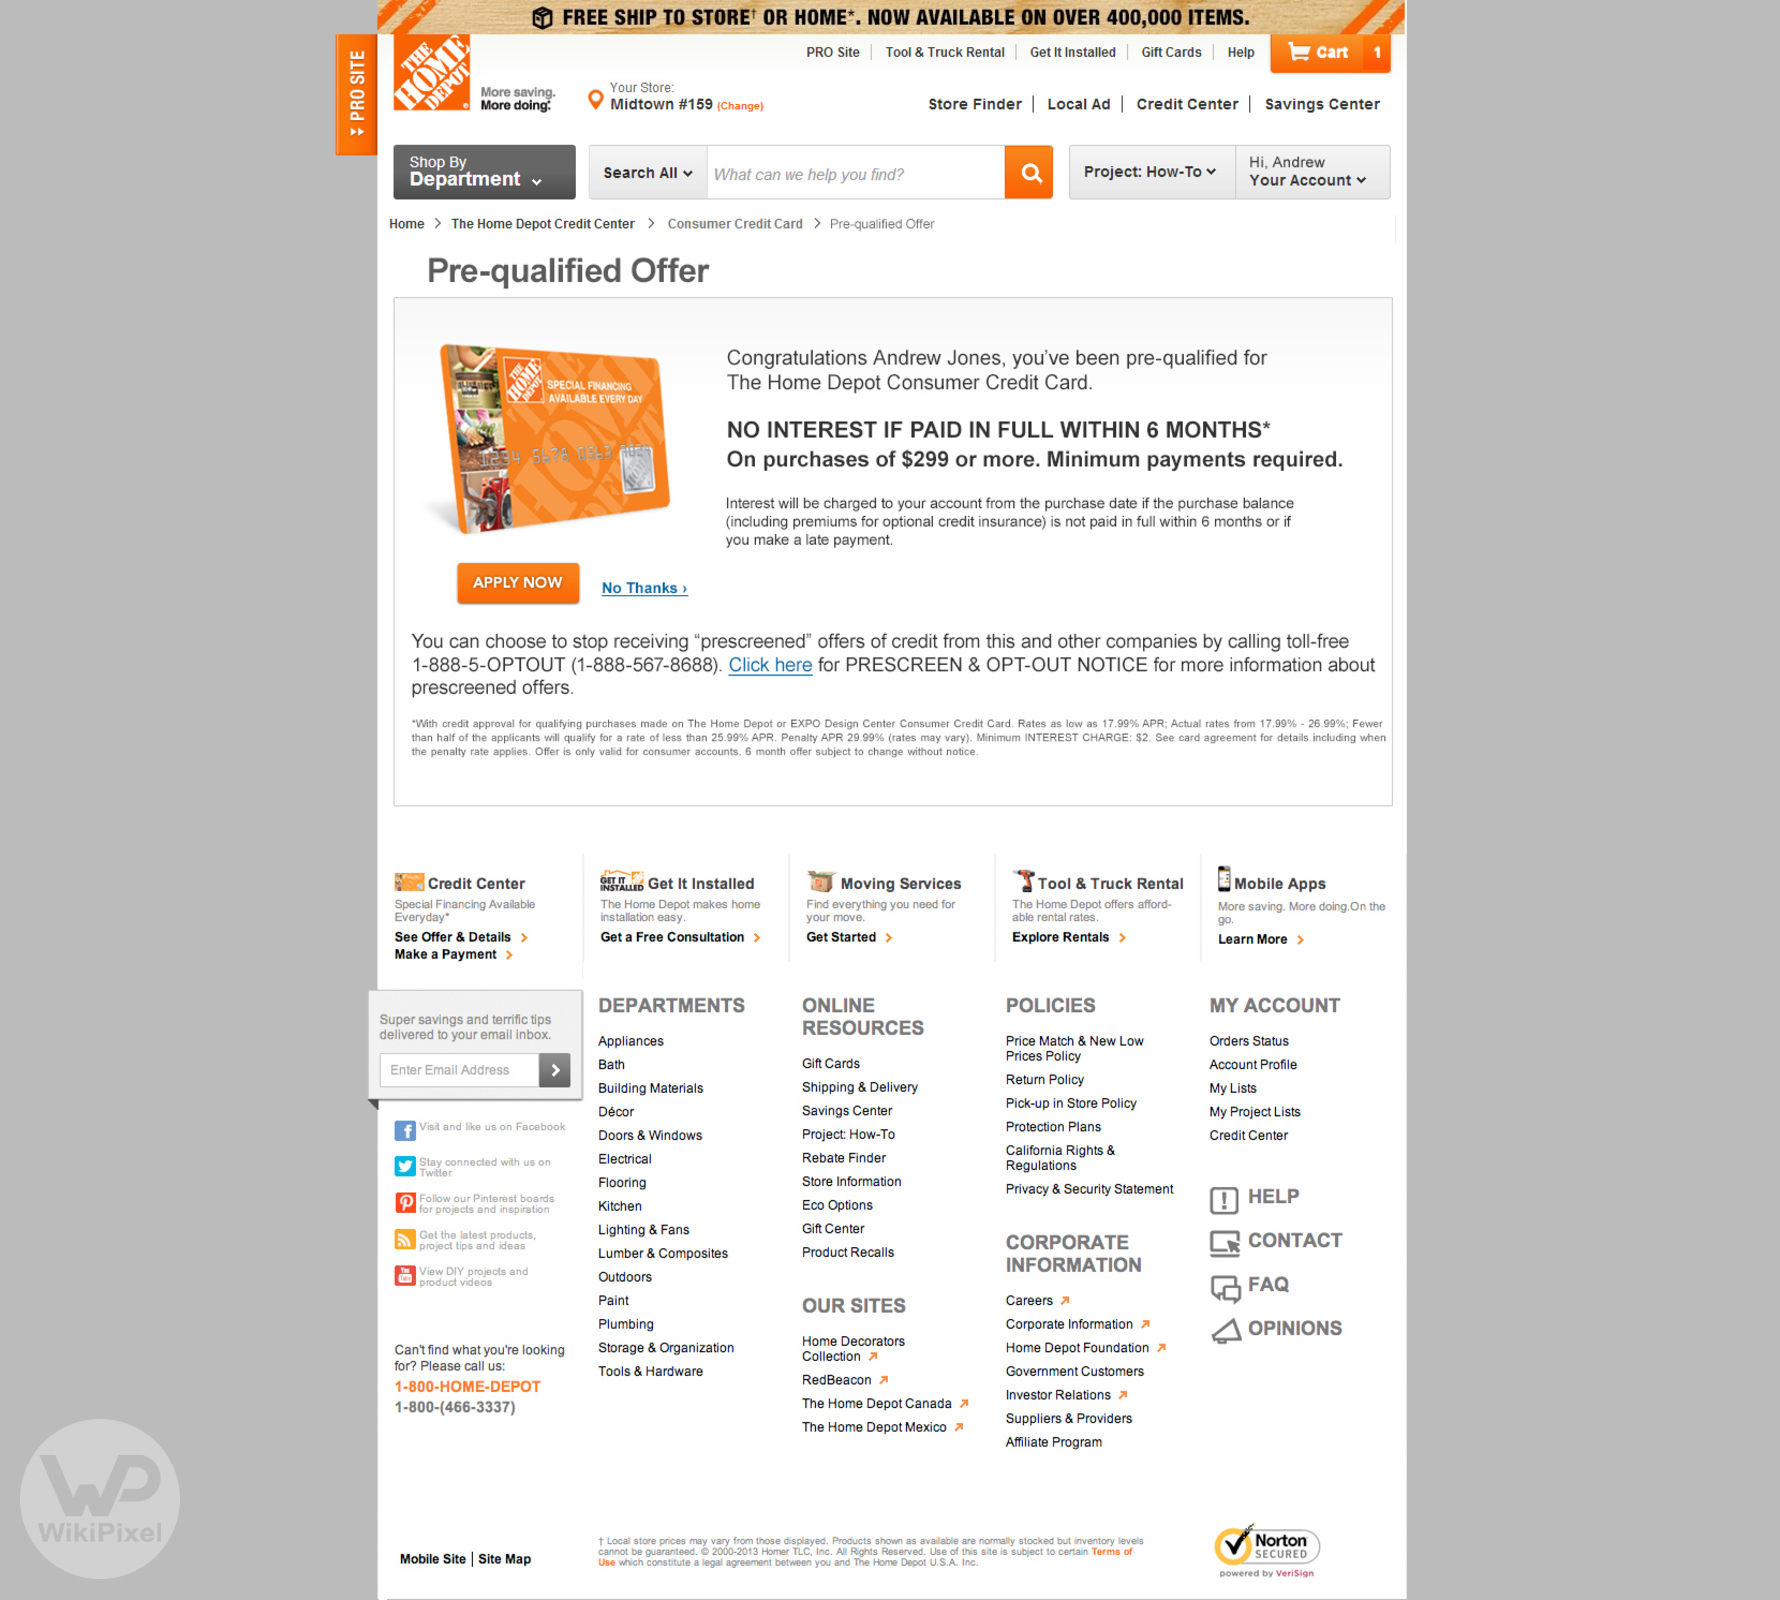 FREE SHIP TO STORE† OR HOME*. NOW AVAILABLE ON OVER 400,000 ITEMS.
PRO SITE
THE HOME DEPOT
More saving.
More doing.
Your Store:
Midtown #159 (Change)
PRO Site | Tool & Truck Rental | Get It Installed | Gift Cards | Help
Cart 1
Store Finder | Local Ad | Credit Center | Savings Center
Shop By
Department
Search All
What can we help you find?
Project: How-To
Hi, Andrew
Your Account
Home > The Home Depot Credit Center > Consumer Credit Card > Pre-qualified Offer
Pre-qualified Offer
THE HOME DEPOT
SPECIAL FINANCING
AVAILABLE EVERY DAY
Congratulations Andrew Jones, you’ve been pre-qualified for
The Home Depot Consumer Credit Card.
NO INTEREST IF PAID IN FULL WITHIN 6 MONTHS*
On purchases of $299 or more. Minimum payments required.
Interest will be charged to your account from the purchase date if the purchase balance
(including premiums for optional credit insurance) is not paid in full within 6 months or if
you make a late payment.
APPLY NOW
No Thanks ›
You can choose to stop receiving “prescreened” offers of credit from this and other companies by calling toll-free
1-888-5-OPTOUT (1-888-567-8688). Click here for PRESCREEN & OPT-OUT NOTICE for more information about
prescreened offers.
*With credit approval for qualifying purchases made on The Home Depot or EXPO Design Center Consumer Credit Card. Rates as low as 17.99% APR; Actual rates from 17.99% - 26.99%; Fewer
than half of the applicants will qualify for a rate of less than 25.99% APR. Penalty APR 29.99% (rates may vary). Minimum INTEREST CHARGE: $2. See card agreement for details including when
the penalty rate applies. Offer is only valid for consumer accounts. 6 month offer subject to change without notice.
Credit Center
Special Financing Available
Everyday*
See Offer & Details
Make a Payment
GET IT
INSTALLED
Get It Installed
The Home Depot makes home
installation easy.
Get a Free Consultation
Moving Services
Find everything you need for
your move.
Get Started
Tool & Truck Rental
The Home Depot offers afford-
able rental rates.
Explore Rentals
Mobile Apps
More saving. More doing.On the
go.
Learn More
Super savings and terrific tips
delivered to your email inbox.
Enter Email Address
Visit and like us on Facebook
Stay connected with us on
Twitter
Follow our Pinterest boards
for projects and inspiration
Get the latest products,
project tips and ideas
View DIY projects and
product videos
Can't find what you're looking
for? Please call us:
1-800-HOME-DEPOT
1-800-(466-3337)
DEPARTMENTS
Appliances
Bath
Building Materials
Décor
Doors & Windows
Electrical
Flooring
Kitchen
Lighting & Fans
Lumber & Composites
Outdoors
Paint
Plumbing
Storage & Organization
Tools & Hardware
ONLINE
RESOURCES
Gift Cards
Shipping & Delivery
Savings Center
Project: How-To
Rebate Finder
Store Information
Eco Options
Gift Center
Product Recalls
OUR SITES
Home Decorators
Collection
RedBeacon
The Home Depot Canada
The Home Depot Mexico
POLICIES
Price Match & New Low
Prices Policy
Return Policy
Pick-up in Store Policy
Protection Plans
California Rights &
Regulations
Privacy & Security Statement
CORPORATE
INFORMATION
Careers
Corporate Information
Home Depot Foundation
Government Customers
Investor Relations
Suppliers & Providers
Affiliate Program
MY ACCOUNT
Orders Status
Account Profile
My Lists
My Project Lists
Credit Center
HELP
CONTACT
FAQ
OPINIONS
WP
WikiPixel
Mobile Site | Site Map
† Local store prices may vary from those displayed. Products shown as available are normally stocked but inventory levels
cannot be guaranteed. © 2000-2013 Homer TLC, Inc. All Rights Reserved. Use of this site is subject to certain Terms of
Use which constitute a legal agreement between you and The Home Depot U.S.A. Inc.
Norton
SECURED
powered by VeriSign